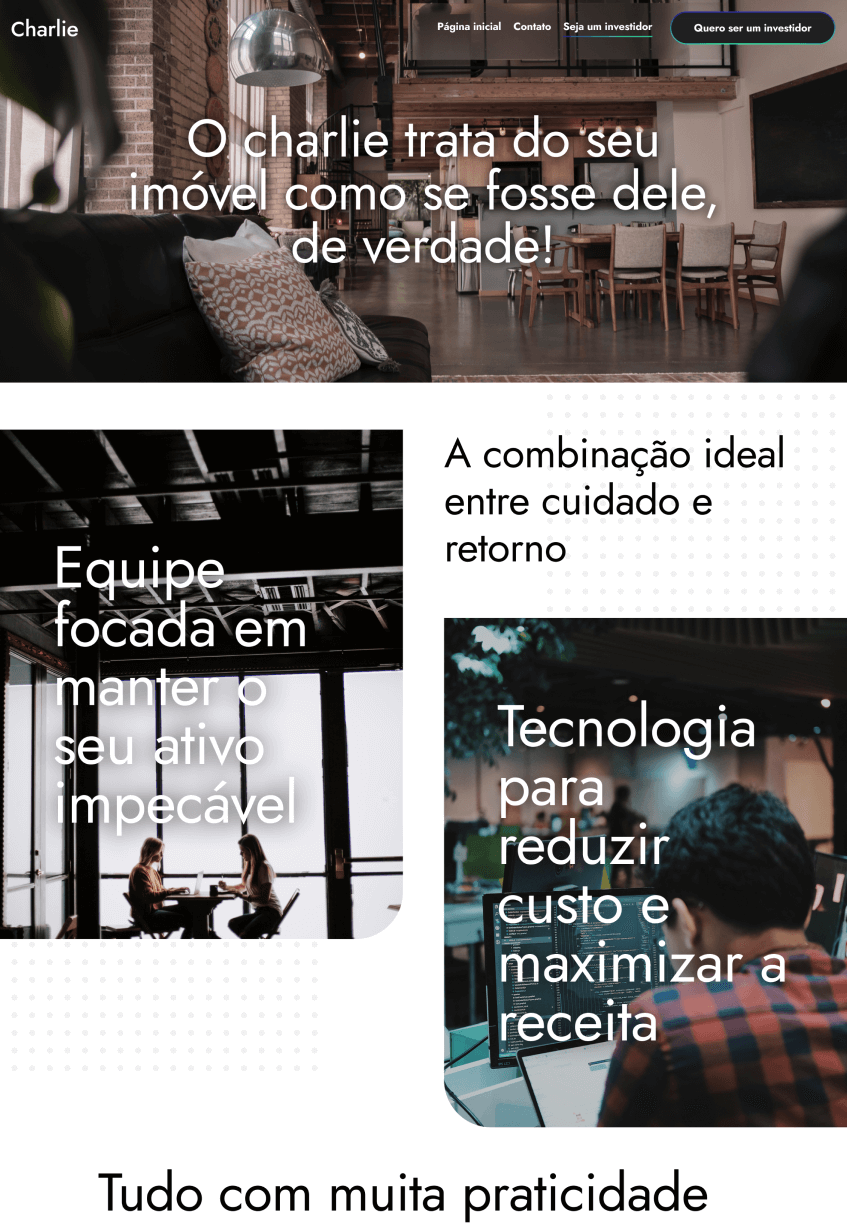 Charlie
Página inicial
Contato
Seja um investidor
Quero ser um investidor
O charlie trata do seu
imóvel como se fosse dele,
de verdade!
A combinação ideal
entre cuidado e
retorno
Equipe
focada em
manter o
seu ativo
impecável
Tecnologia
para
reduzir
custo e
maximizar a
receita
Tudo com muita praticidade